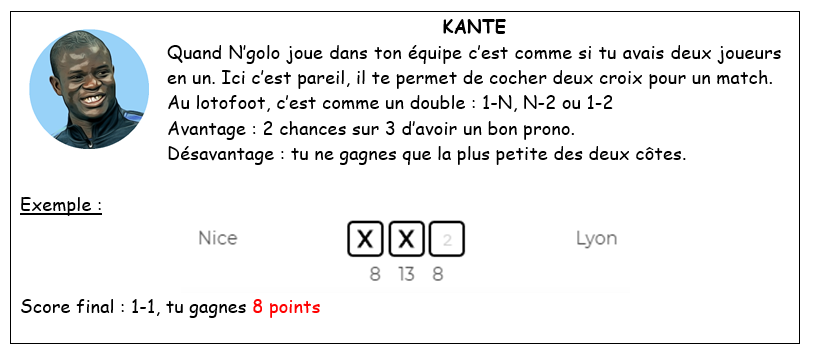 KANTE
Quand N'golo joue dans ton équipe c'est comme si tu avais deux joueurs
en un. Ici c'est pareil, il te permet de cocher deux croix pour un match.
Au lotofoot, c'est comme un double : 1-N, N-2 ou 1-2
Avantage : 2 chances sur 3 d'avoir un bon prono.
Désavantage : tu ne gagnes que la plus petite des deux côtes.
Exemple :
Nice X X 2 Lyon
8 13 8
Score final : 1-1, tu gagnes 8 points